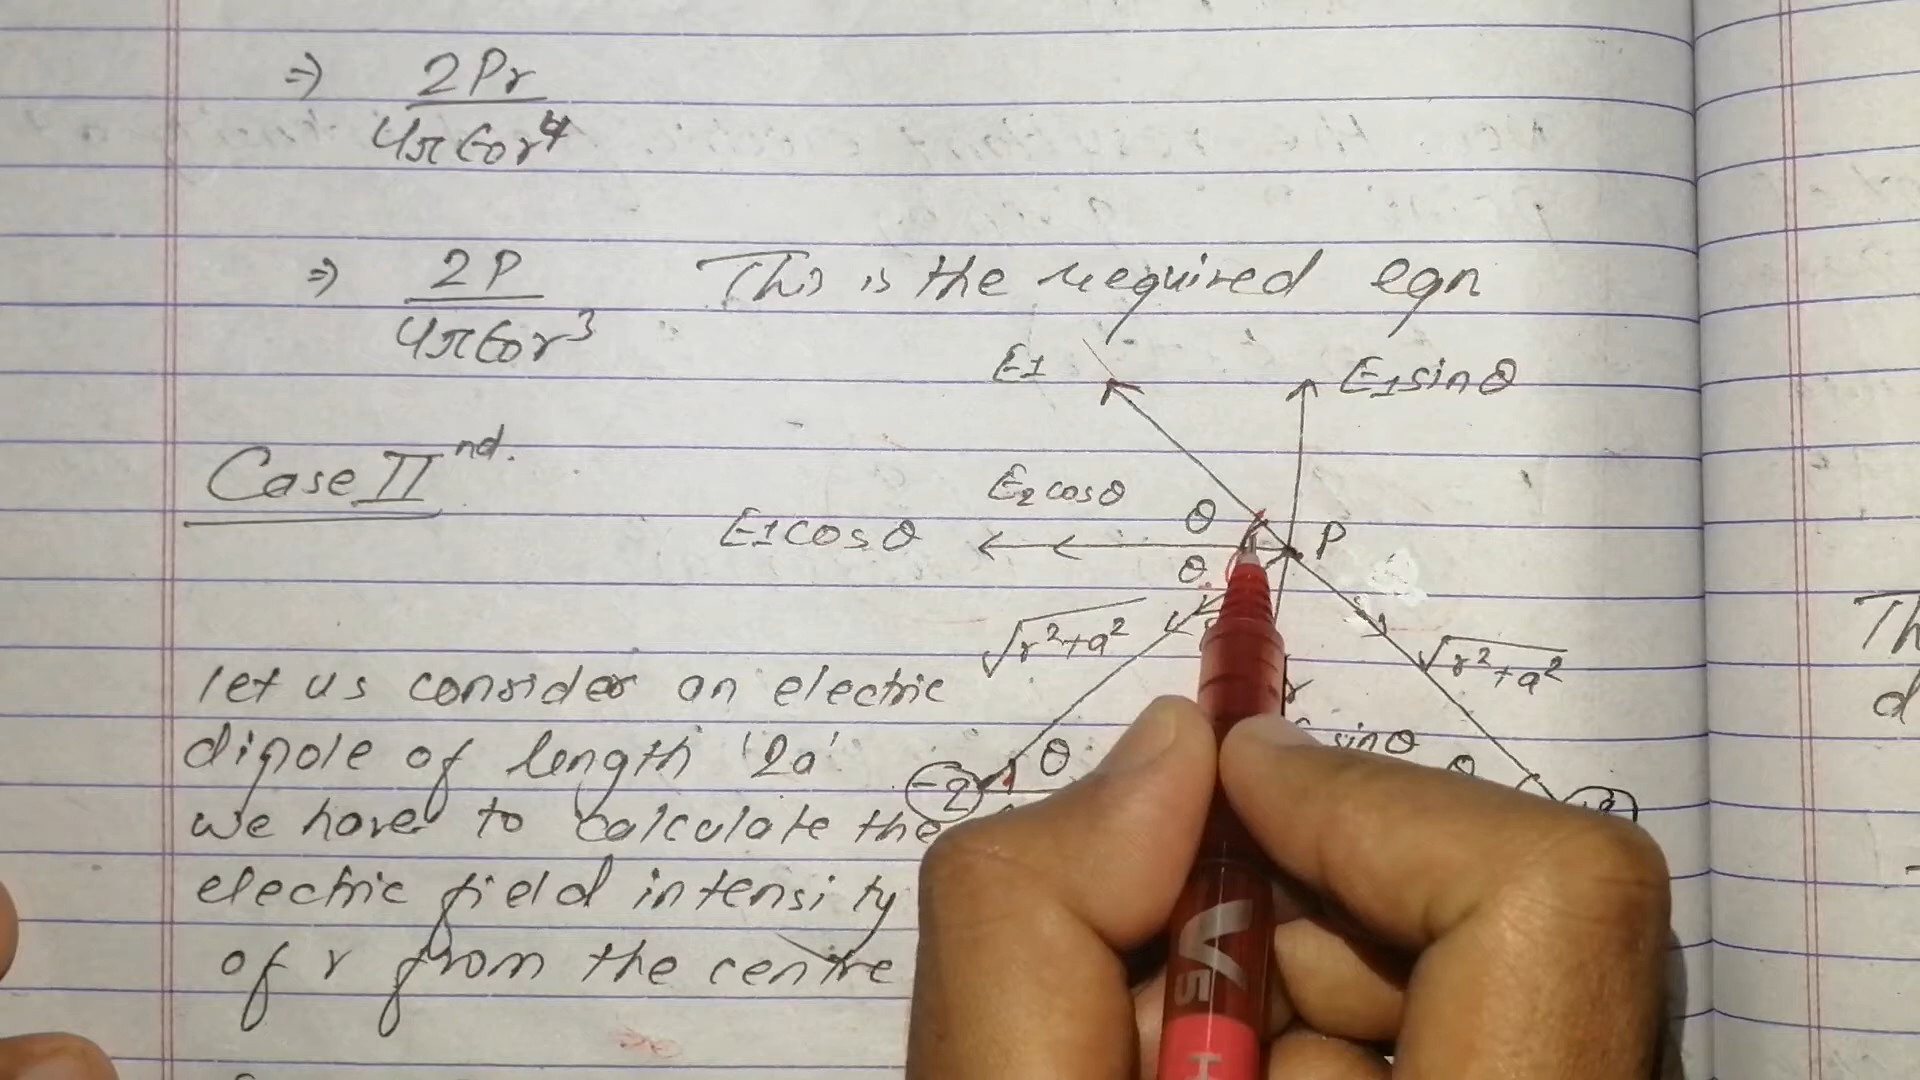 ⇒ 2Pr
4πϵ0r⁴
⇒ 2P
4πϵ0r³
This is the required eqn
E1
E1sinθ
Case IInd.
E2cosθ
E1cosθ
θ
P
θ
√r²+a²
√r²+a²
r
sinθ
let us consider an electric
dipole of length '2a'
θ
θ
we have to calculate the
electric field intensity
of r from the centre
V5
H